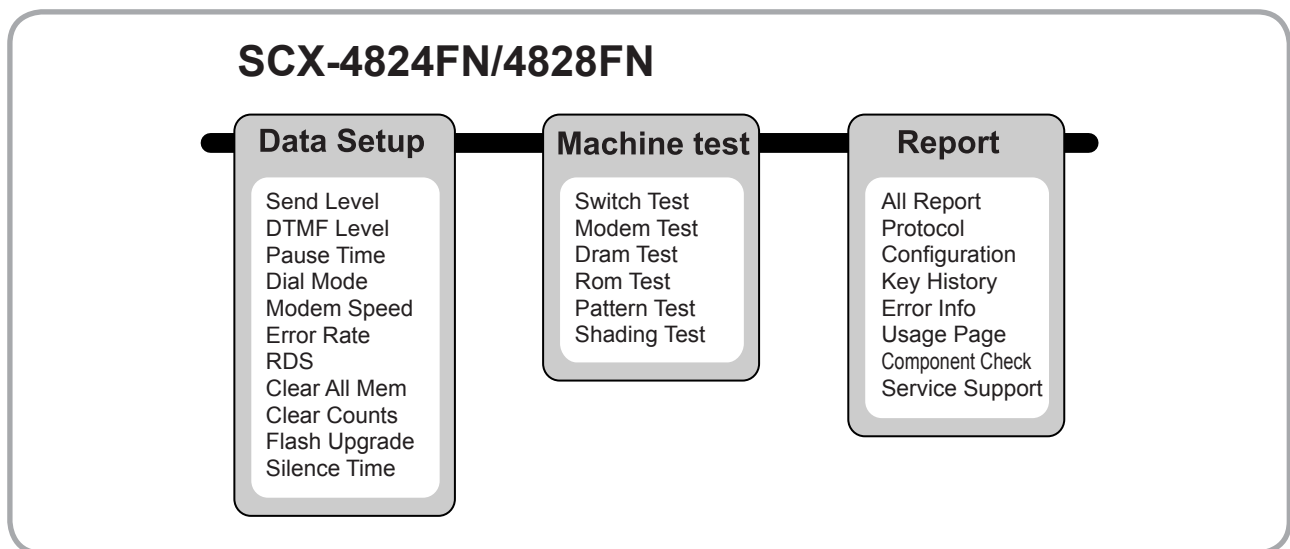 SCX-4824FN/4828FN
Data Setup
Send Level
DTMF Level
Pause Time
Dial Mode
Modem Speed
Error Rate
RDS
Clear All Mem
Clear Counts
Flash Upgrade
Silence Time
Machine test
Switch Test
Modem Test
Dram Test
Rom Test
Pattern Test
Shading Test
Report
All Report
Protocol
Configuration
Key History
Error Info
Usage Page
Component Check
Service Support